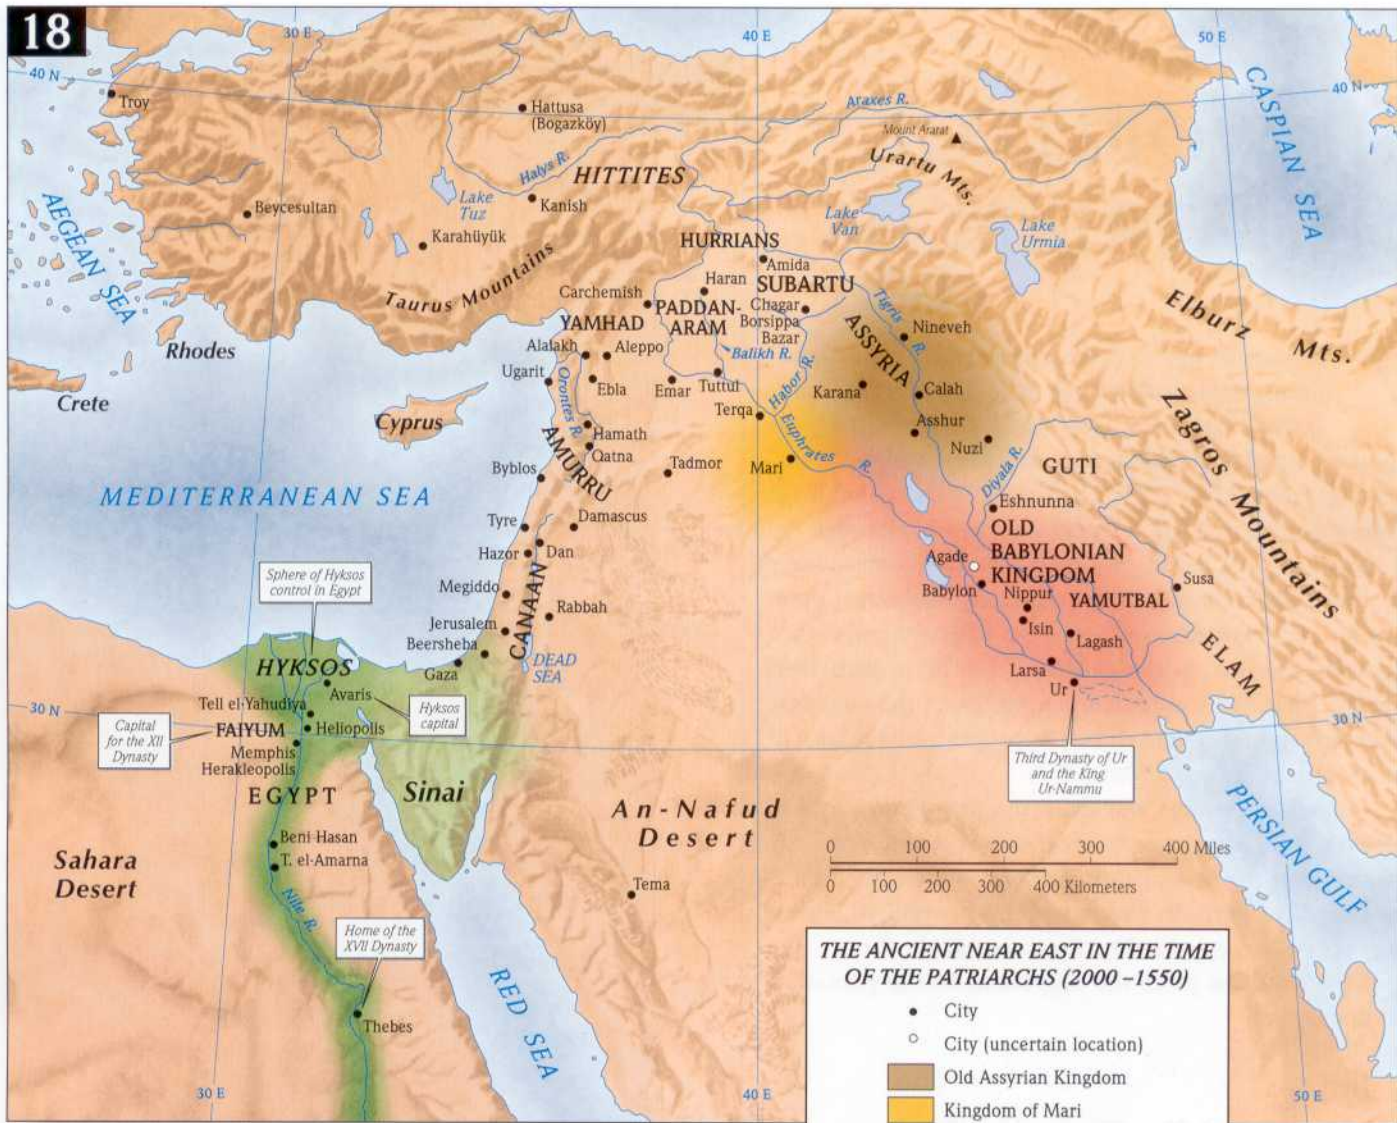 18
30 E
40 E
50 E
40 N
40 N
CASPIAN SEA
Troy
Hattusa
(Bogazköy)
Araxes R.
Mount Ararat
Urartu Mts.
Halys R.
HITTITES
Lake
Tuz
Kanish
Beycesultan
Karahüyük
Lake
Van
Lake
Urmia
AEGEAN SEA
HURRIANS
Amida
Taurus Mountains
Haran
SUBARTU
Carchemish
PADDAN-
ARAM
Chagar
Borsippa
Bazar
Tigris R.
ASSYRIA
Nineveh
Elburz Mts.
YAMHAD
Rhodes
Alalakh
Aleppo
Balikh R.
Ugarit
Orontes R.
Ebla
Emar
Tuttul
Habor R.
Karana
Calah
Crete
Cyprus
Terqa
Asshur
Nuzi
Zagros Mountains
Hamath
Qatna
AMURRU
Euphrates R.
Mari
Tadmor
Diyala R.
GUTI
Byblos
MEDITERRANEAN SEA
Eshnunna
Tyre
Damascus
OLD
BABYLONIAN
KINGDOM
Hazor
Dan
Agade
Babylon
Nippur
Susa
Sphere of Hyksos
control in Egypt
Megiddo
Rabbah
YAMUTBAL
Isin
Lagash
Jerusalem
CANAAN
Beersheba
DEAD
SEA
Gaza
ELAM
HYKSOS
Larsa
Ur
Avaris
Tell el-Yahudiya
Hyksos
capital
30 N
30 N
Capital
for the XII
Dynasty
FAIYUM
Heliopolis
Memphis
Herakleopolis
Third Dynasty of Ur
and the King
Ur-Nammu
EGYPT
Sinai
An-Nafud
Desert
PERSIAN GULF
Beni Hasan
T. el-Amarna
Sahara
Desert
0 100 200 300 400 Miles
0 100 200 300 400 Kilometers
Tema
Nile R.
Home of the
XVII Dynasty
RED SEA
Thebes
THE ANCIENT NEAR EAST IN THE TIME
OF THE PATRIARCHS (2000 –1550)
City
City (uncertain location)
Old Assyrian Kingdom
Kingdom of Mari
30 E
40 E
50 E